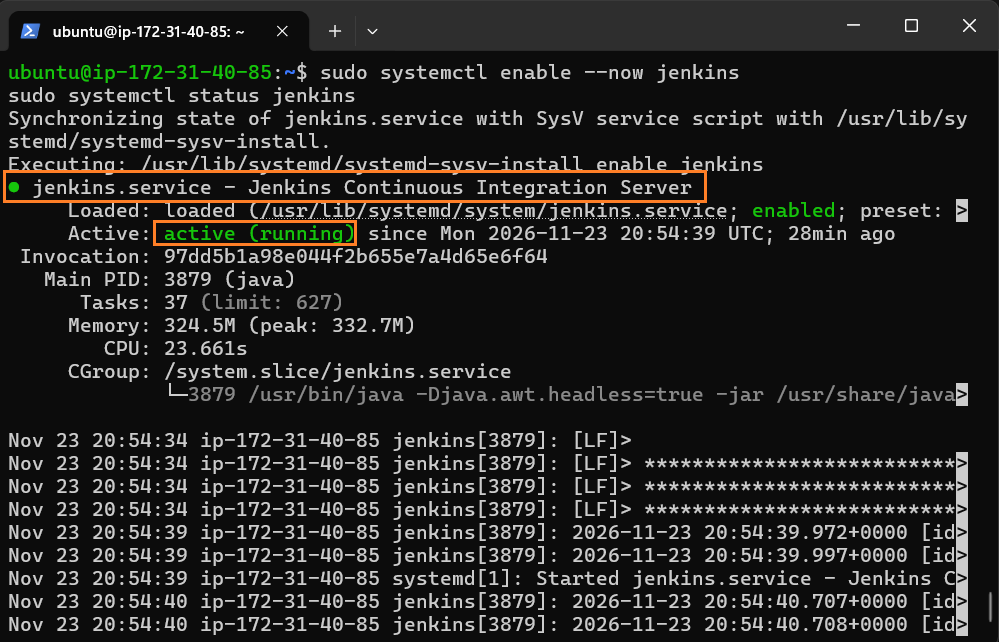 ubuntu@ip-172-31-40-85: ~
ubuntu@ip-172-31-40-85:~$ sudo systemctl enable --now jenkins
sudo systemctl status jenkins
Synchronizing state of jenkins.service with SysV service script with /usr/lib/sy
stemd/systemd-sysv-install.
Executing: /usr/lib/systemd/systemd-sysv-install enable jenkins
● jenkins.service - Jenkins Continuous Integration Server
Loaded: loaded (/usr/lib/systemd/system/jenkins.service; enabled; preset: >
Active: active (running) since Mon 2026-11-23 20:54:39 UTC; 28min ago
Invocation: 97dd5b1a98e044f2b655e7a4d65e6f64
Main PID: 3879 (java)
Tasks: 37 (limit: 627)
Memory: 324.5M (peak: 332.7M)
CPU: 23.661s
CGroup: /system.slice/jenkins.service
└─3879 /usr/bin/java -Djava.awt.headless=true -jar /usr/share/java>
Nov 23 20:54:34 ip-172-31-40-85 jenkins[3879]: [LF]>
Nov 23 20:54:34 ip-172-31-40-85 jenkins[3879]: [LF]> **************************>
Nov 23 20:54:34 ip-172-31-40-85 jenkins[3879]: [LF]> **************************>
Nov 23 20:54:34 ip-172-31-40-85 jenkins[3879]: [LF]> **************************>
Nov 23 20:54:39 ip-172-31-40-85 jenkins[3879]: 2026-11-23 20:54:39.972+0000 [id>
Nov 23 20:54:39 ip-172-31-40-85 jenkins[3879]: 2026-11-23 20:54:39.997+0000 [id>
Nov 23 20:54:39 ip-172-31-40-85 systemd[1]: Started jenkins.service - Jenkins C>
Nov 23 20:54:40 ip-172-31-40-85 jenkins[3879]: 2026-11-23 20:54:40.707+0000 [id>
Nov 23 20:54:40 ip-172-31-40-85 jenkins[3879]: 2026-11-23 20:54:40.708+0000 [id>